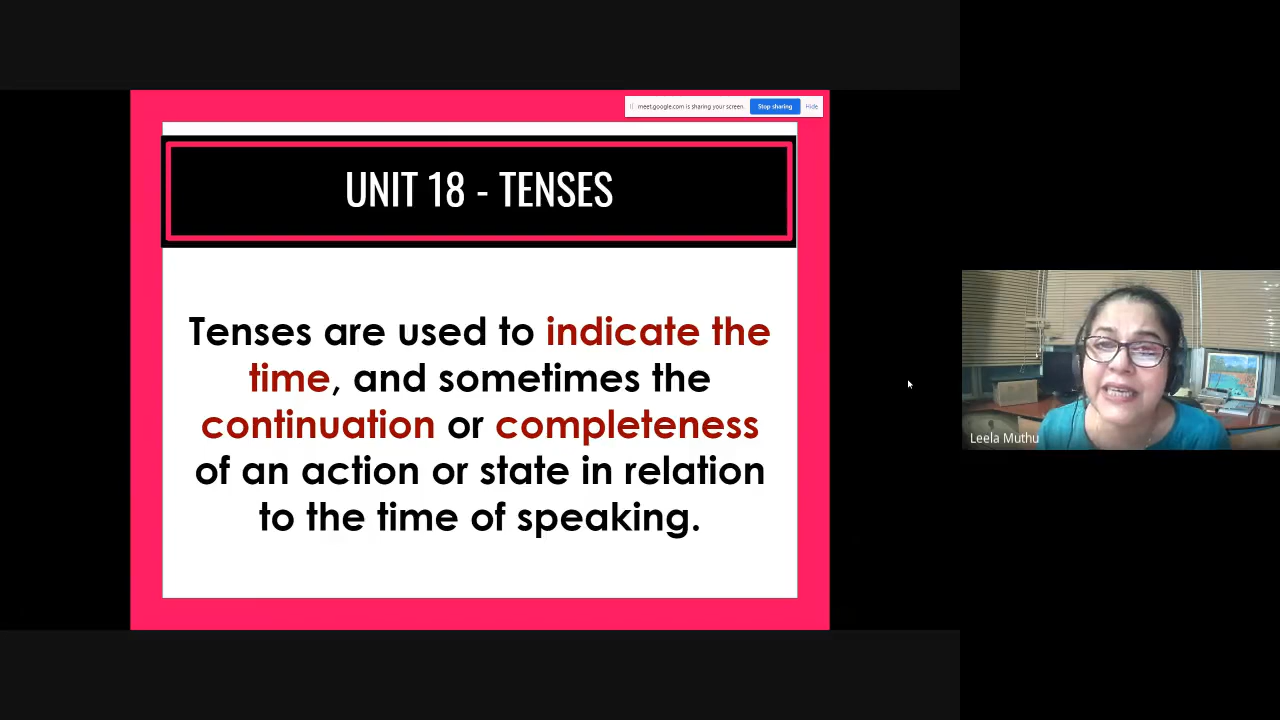 meet.google.com is sharing your screen.
Stop sharing
Hide
UNIT 18 - TENSES
Tenses are used to indicate the
time, and sometimes the
continuation or completeness
of an action or state in relation
to the time of speaking.
Leela Muthu